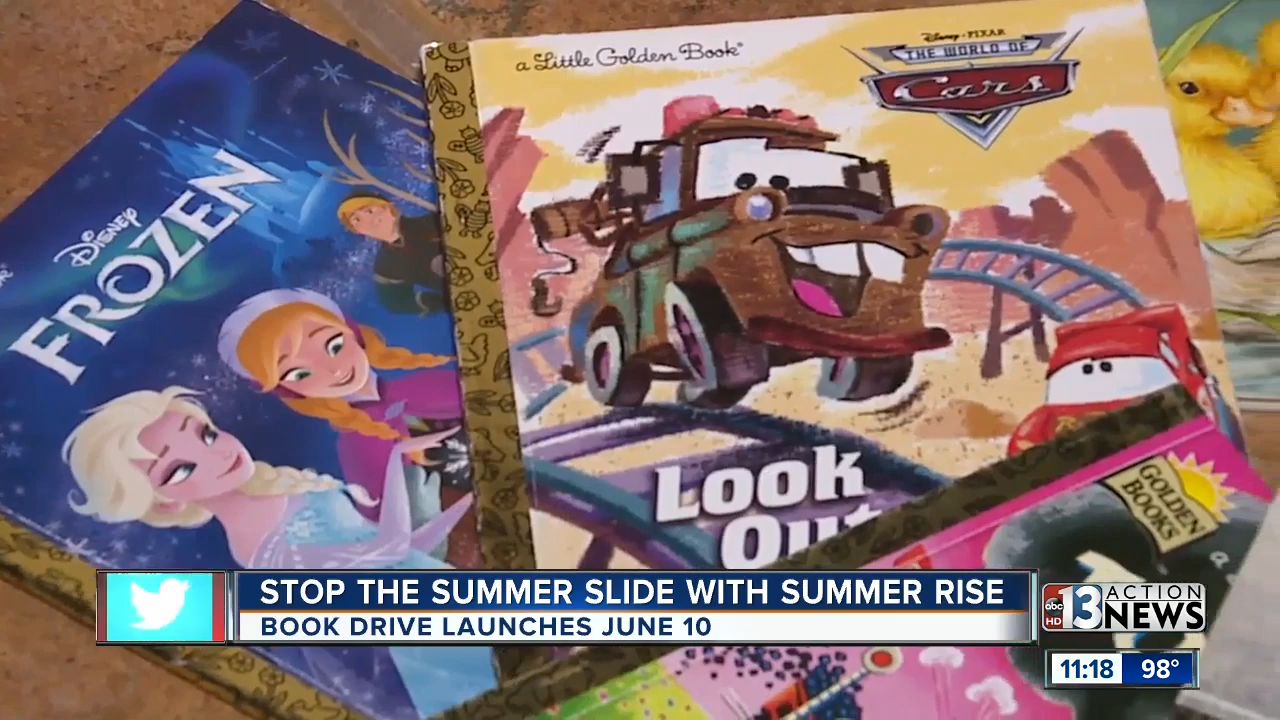 DISNEY
FROZEN
a Little Golden Book®
Disney • PIXAR
THE WORLD OF
Cars
Look
Out
GOLDEN
BOOKS
a
STOP THE SUMMER SLIDE WITH SUMMER RISE
BOOK DRIVE LAUNCHES JUNE 10
abc
HD
13 ACTION
NEWS
11:18 98°